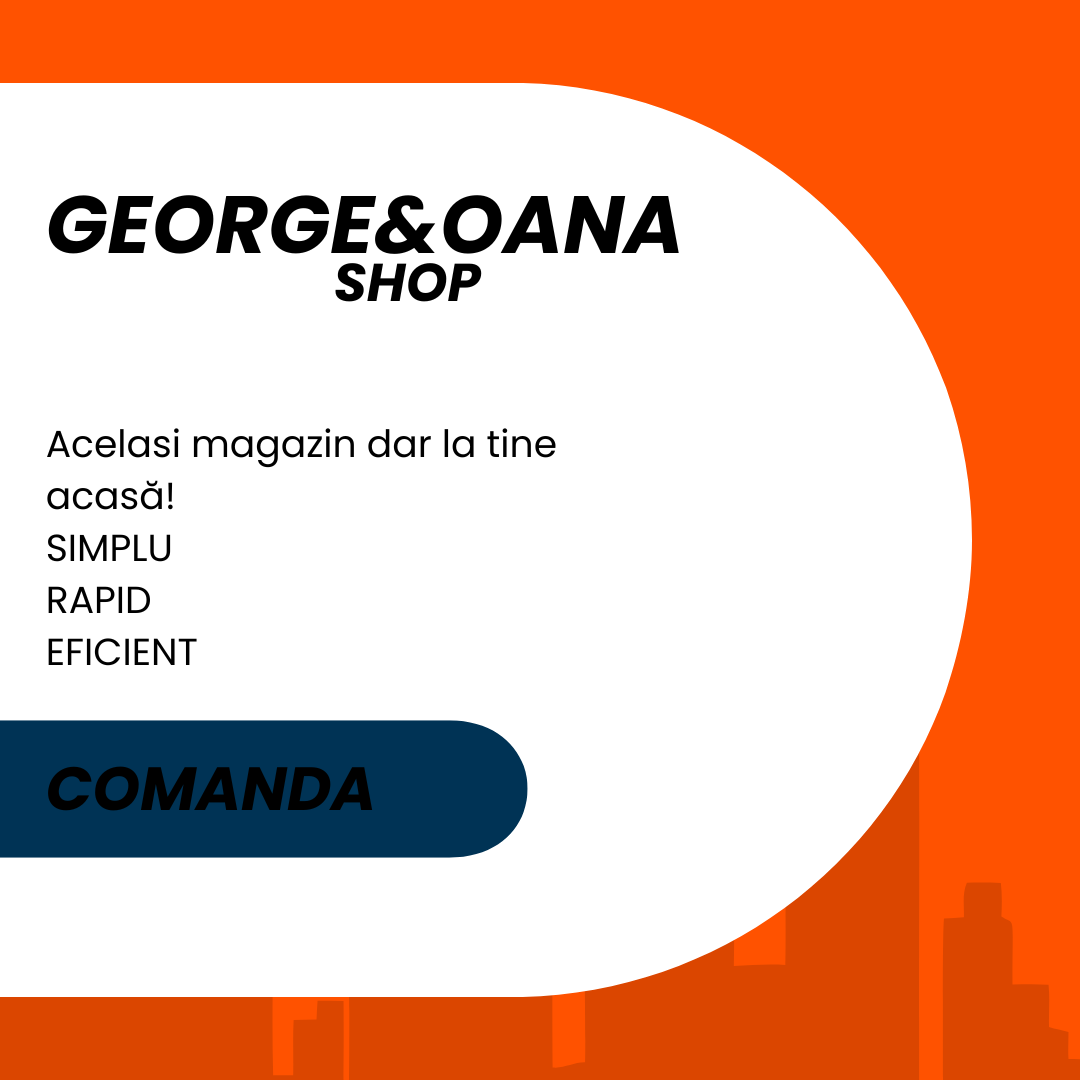 GEORGE&OANA
SHOP
Acelasi magazin dar la tine
acasă!
SIMPLU
RAPID
EFICIENT
COMANDA